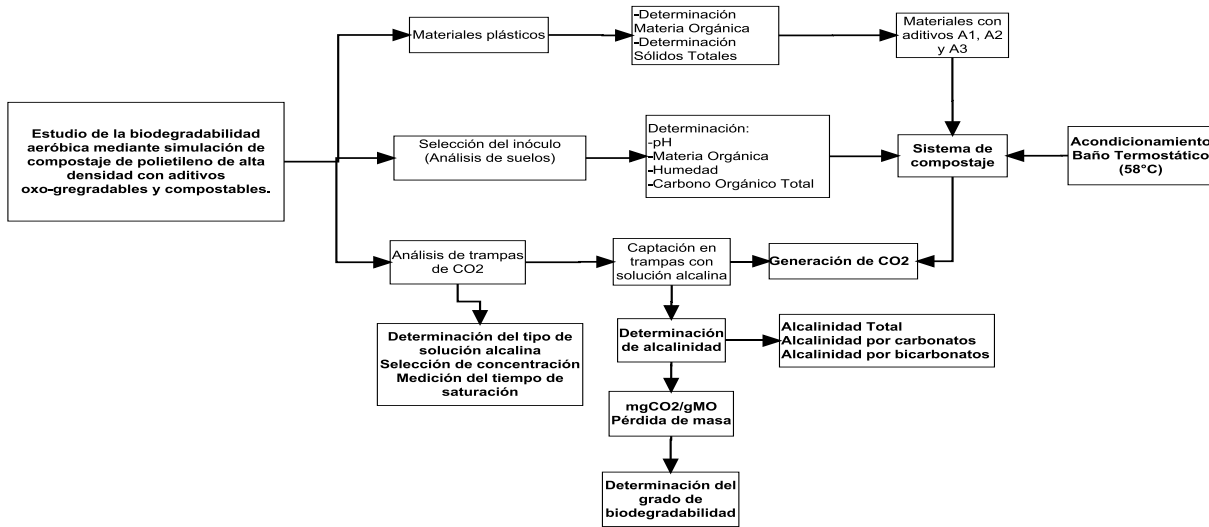 Estudio de la biodegradabilidad
aeróbica mediante simulación
de compostaje de polietileno de alta
densidad con aditivos
oxo-gregradables y compostables.
Materiales plásticos
-Determinación
Materia Orgánica
-Determinación
Sólidos Totales
Materiales con
aditivos A1, A2
y A3
Selección del inóculo
(Análisis de suelos)
Determinación:
-pH
-Materia Orgánica
-Humedad
-Carbono Orgánico Total
Sistema de
compostaje
Acondicionamiento
Baño Termostático
(58°C)
Análisis de trampas
de CO2
Captación en
trampas con
solución alcalina
Generación de CO2
Determinación del tipo de
solución alcalina
Selección de concentración
Medición del tiempo de
saturación
Determinación
de alcalinidad
Alcalinidad Total
Alcalinidad por carbonatos
Alcalinidad por bicarbonatos
mgCO2/gMO
Pérdida de masa
Determinación del
grado de
biodegradabilidad